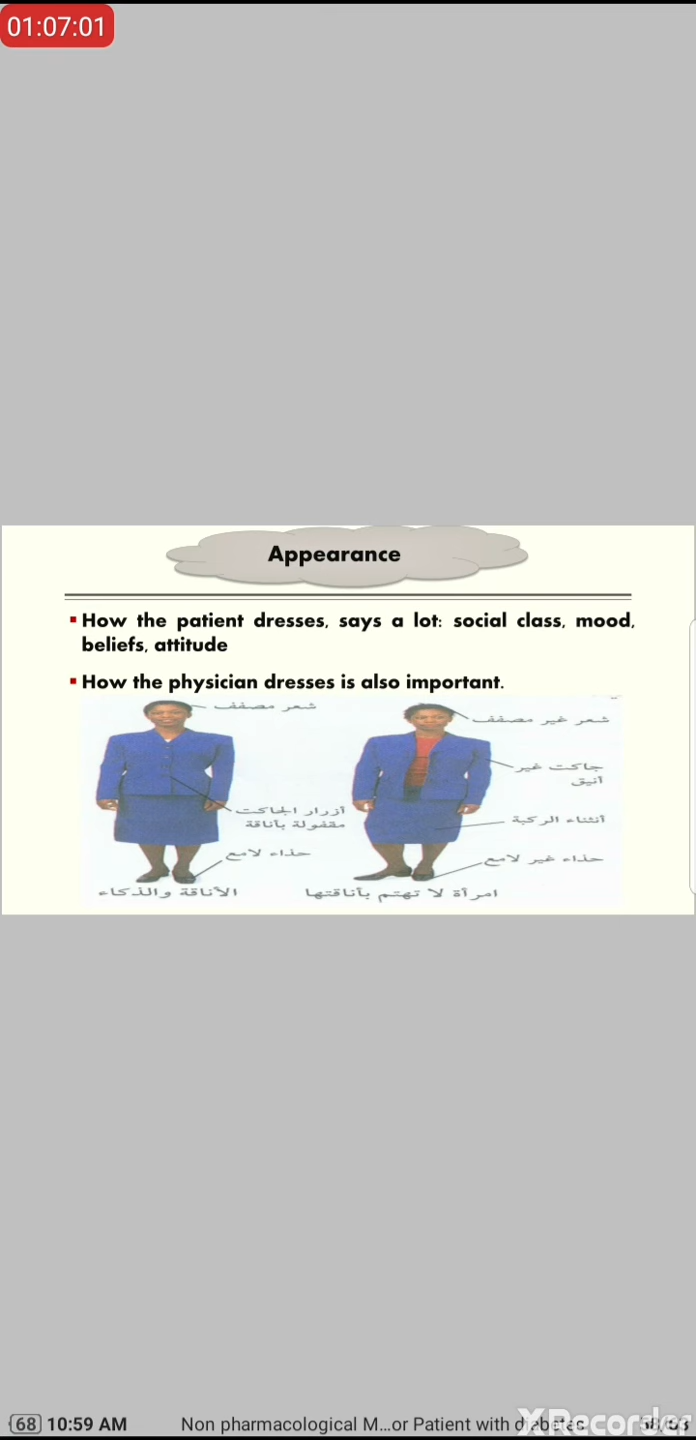 01:07:01
Appearance
▪ How the patient dresses, says a lot: social class, mood,
beliefs, attitude
▪ How the physician dresses is also important.
شعر مصفف
شعر غير مصفف
جاكت غير
أنيق
أزرار الجاكت
مقفولة بأناقة
أنثناء الركبة
حذاء لامع
حذاء غير لامع
الأناقة والذكاء
امرأة لا تهتم بأناقتها
68 10:59 AM
Non pharmacological M...or Patient with diebetes
XRecorder